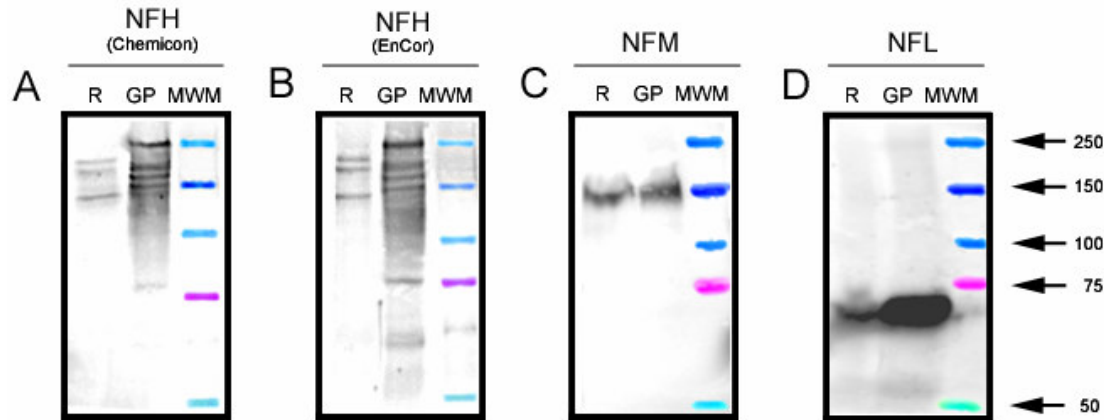 NFH
(Chemicon)
A
R GP MWM
NFH
(EnCor)
B
R GP MWM
NFM
C
R GP MWM
NFL
D
R GP MWM
250
150
100
75
50